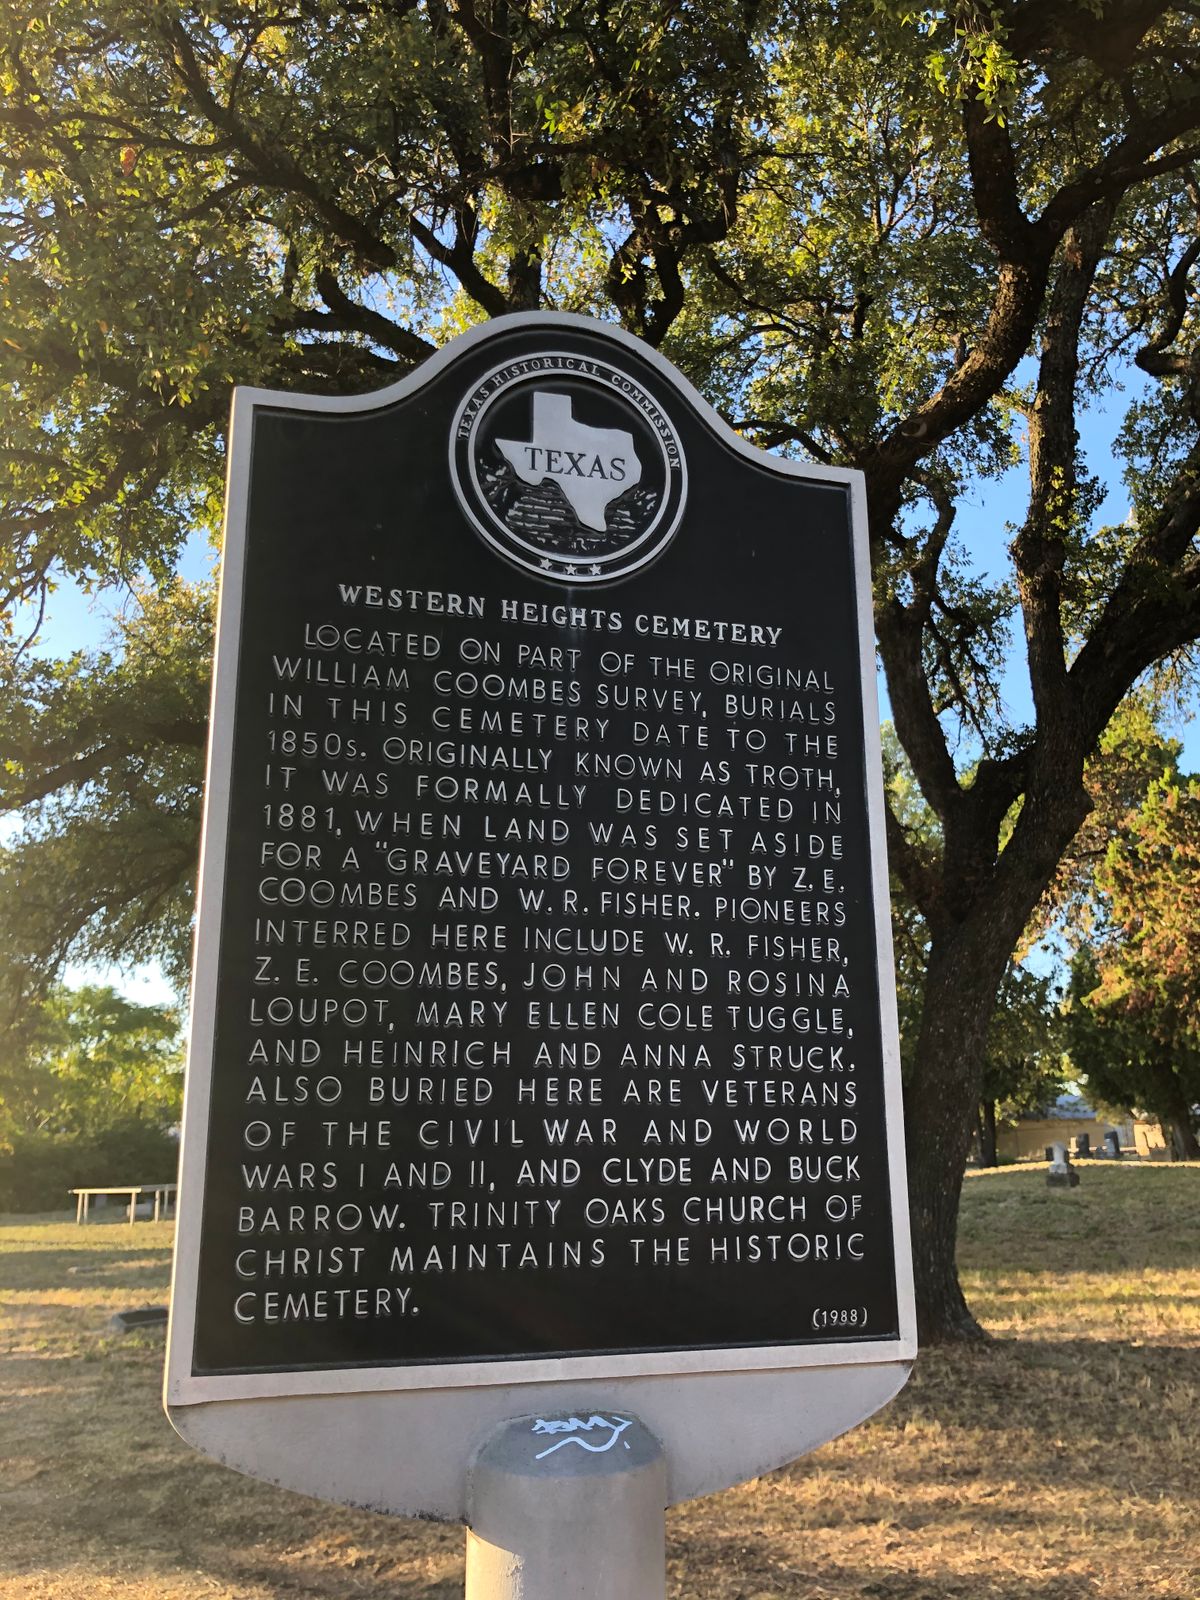 TEXAS HISTORICAL COMMISSION
TEXAS
WESTERN HEIGHTS CEMETERY
LOCATED ON PART OF THE ORIGINAL
WILLIAM COOMBES SURVEY, BURIALS
IN THIS CEMETERY DATE TO THE
1850s. ORIGINALLY KNOWN AS TROTH,
IT WAS FORMALLY DEDICATED IN
1881, WHEN LAND WAS SET ASIDE
FOR A "GRAVEYARD FOREVER" BY Z. E.
COOMBES AND W. R. FISHER. PIONEERS
INTERRED HERE INCLUDE W. R. FISHER,
Z. E. COOMBES, JOHN AND ROSINA
LOUPOT, MARY ELLEN COLE TUGGLE,
AND HEINRICH AND ANNA STRUCK.
ALSO BURIED HERE ARE VETERANS
OF THE CIVIL WAR AND WORLD
WARS I AND II, AND CLYDE AND BUCK
BARROW. TRINITY OAKS CHURCH OF
CHRIST MAINTAINS THE HISTORIC
CEMETERY.
(1988)